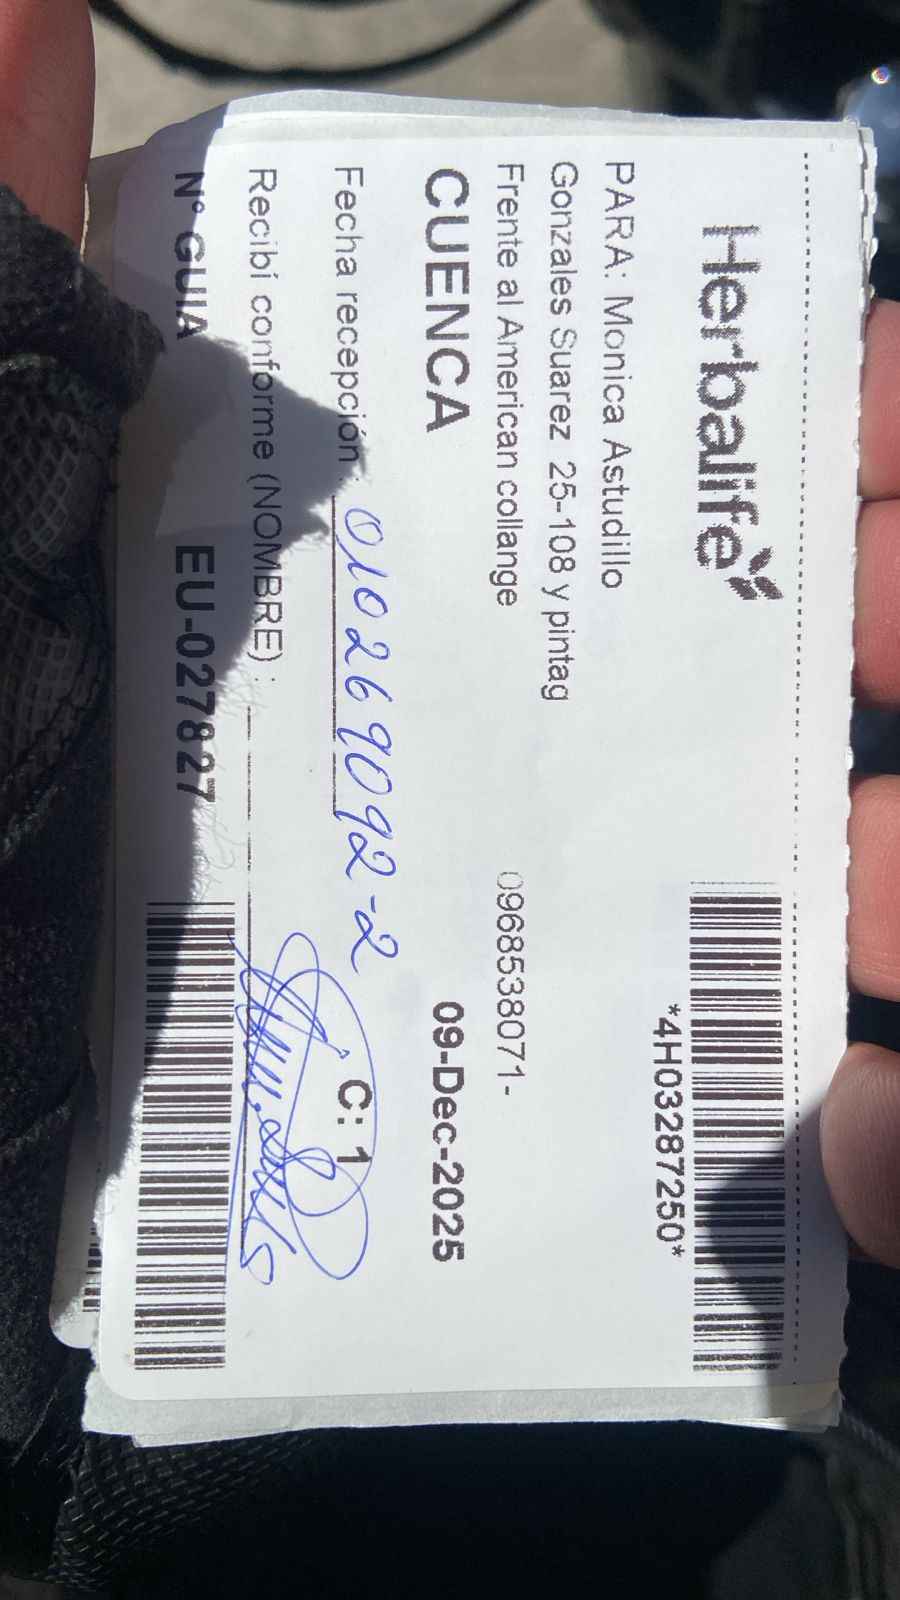 Herbalife
*4H03287250*
PARA: Monica Astudillo
Gonzales Suarez 25-108 y pintag
Frente al American collange
0968538071-
CUENCA
09-Dec-2025
Fecha recepción : 010269092-2
C: 1
Recibí conforme (NOMBRE) :
N° GUIA
EU-027827